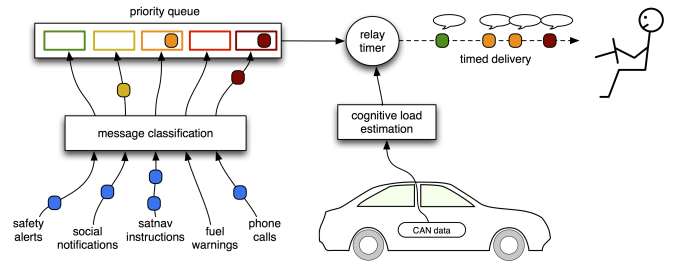 priority queue
relay
timer
timed delivery
message classification
cognitive load
estimation
safety
alerts
social
notifications
satnav
instructions
fuel
warnings
phone
calls
CAN data